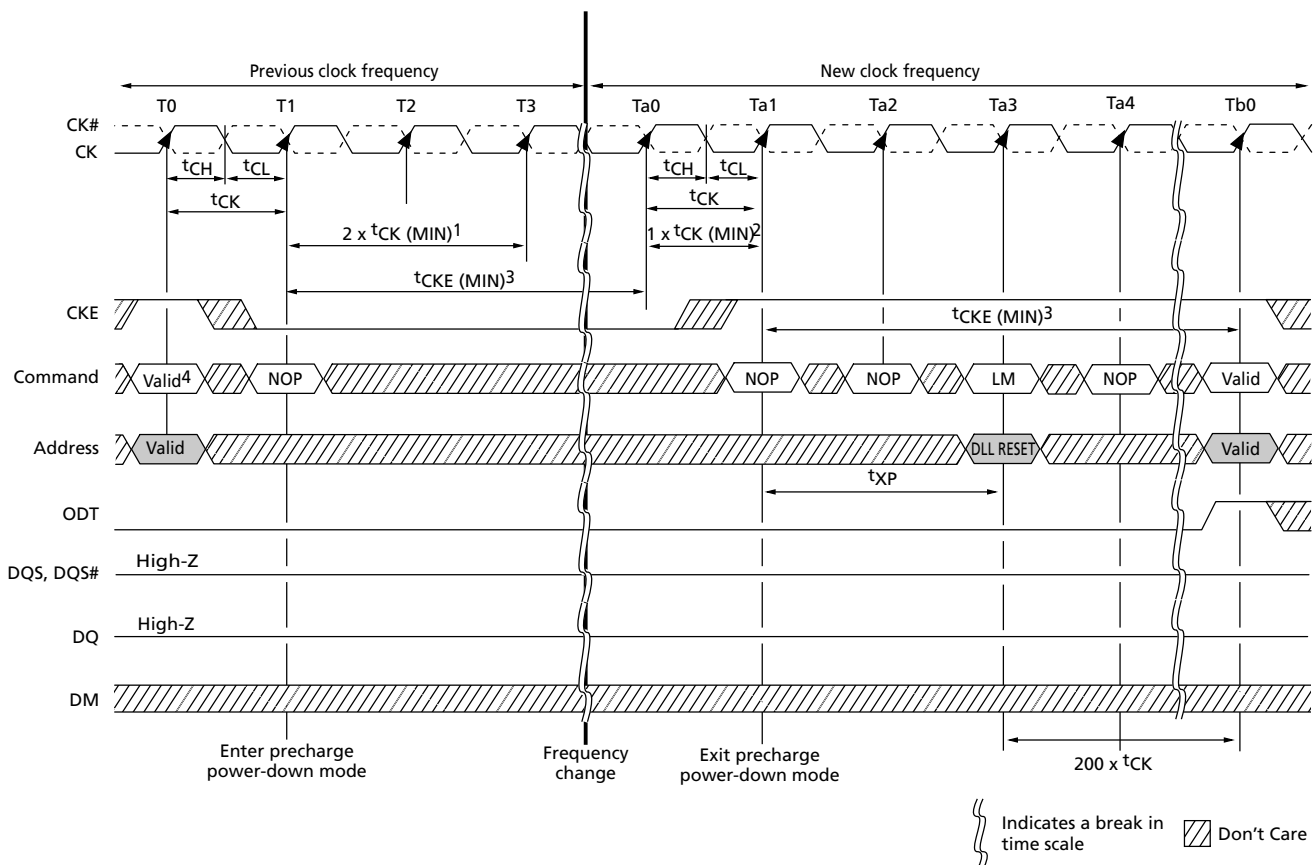 Previous clock frequency
New clock frequency
T0 T1 T2 T3 Ta0 Ta1 Ta2 Ta3 Ta4 Tb0
CK#
CK
tCH tCL tCH tCL
tCK tCK
2 x tCK (MIN)1 1 x tCK (MIN)2
tCKE (MIN)3
CKE
tCKE (MIN)3
Command Valid4 NOP NOP NOP LM NOP Valid
Address Valid DLL RESET Valid
tXP
ODT
DQS, DQS# High-Z
DQ High-Z
DM
Enter precharge
power-down mode
Frequency
change
Exit precharge
power-down mode
200 x tCK
Indicates a break in
time scale
Don't Care